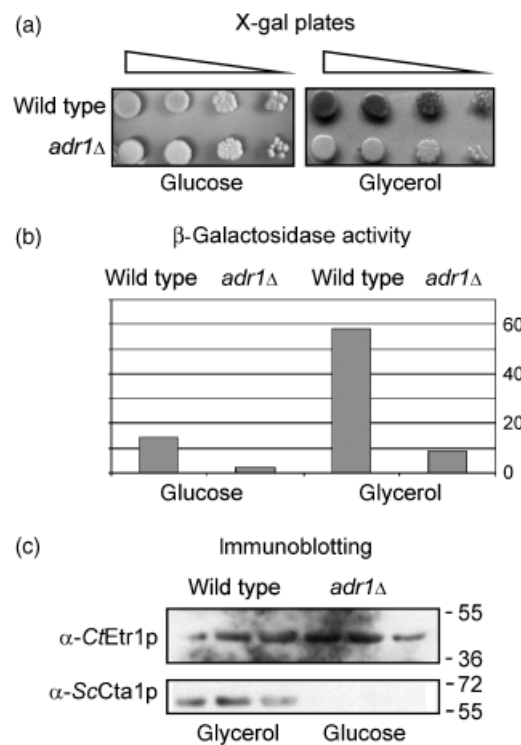 (a)
X-gal plates
Wild type
adr1Δ
Glucose Glycerol
(b)
β-Galactosidase activity
Wild type adr1Δ Wild type adr1Δ
60
40
20
0
Glucose Glycerol
(c)
Immunoblotting
Wild type adr1Δ
α-CtEtr1p
- 55
- 36
α-ScCta1p
- 72
- 55
Glycerol Glucose